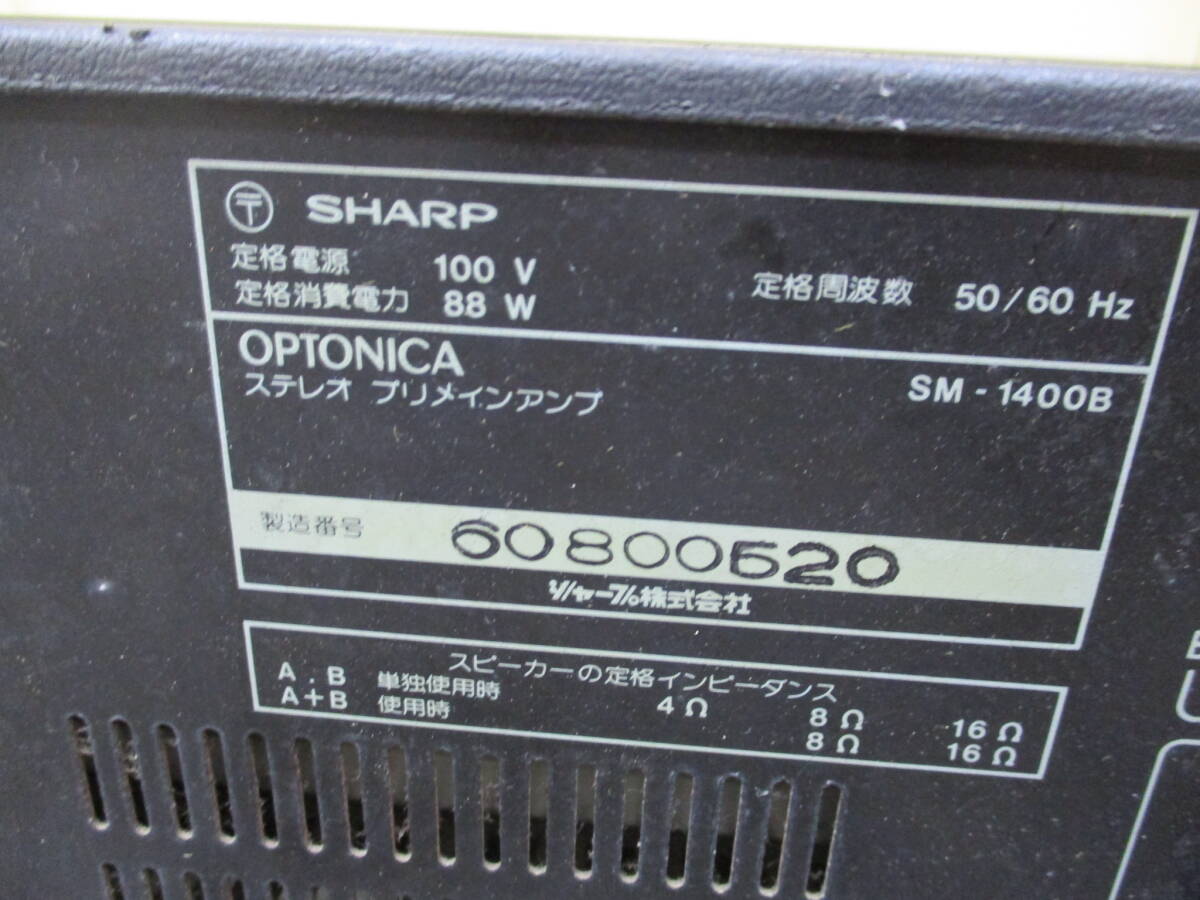 〒 SHARP
定格電源 100 V
定格消費電力 88 W
定格周波数 50/60 Hz
OPTONICA
ステレオ プリメインアンプ
SM-1400B
製造番号 60800520
シャープ株式会社
スピーカーの定格インピーダンス
A . B 単独使用時 4Ω 8Ω 16Ω
A+B 使用時 8Ω 16Ω